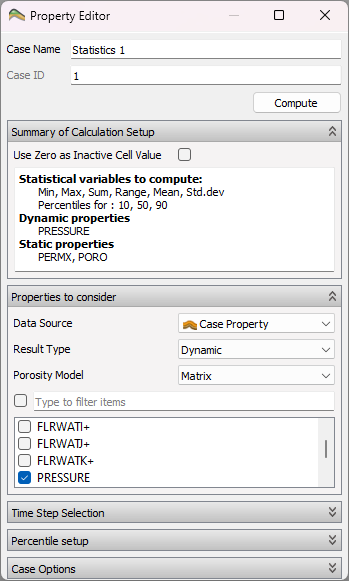 Property Editor
Case Name Statistics 1
Case ID 1
Compute
Summary of Calculation Setup
Use Zero as Inactive Cell Value
Statistical variables to compute:
Min, Max, Sum, Range, Mean, Std.dev
Percentiles for : 10, 50, 90
Dynamic properties
PRESSURE
Static properties
PERMX, PORO
Properties to consider
Data Source Case Property
Result Type Dynamic
Porosity Model Matrix
Type to filter items
FLRWATI+
FLRWATJ+
FLRWATK+
PRESSURE
Time Step Selection
Percentile setup
Case Options